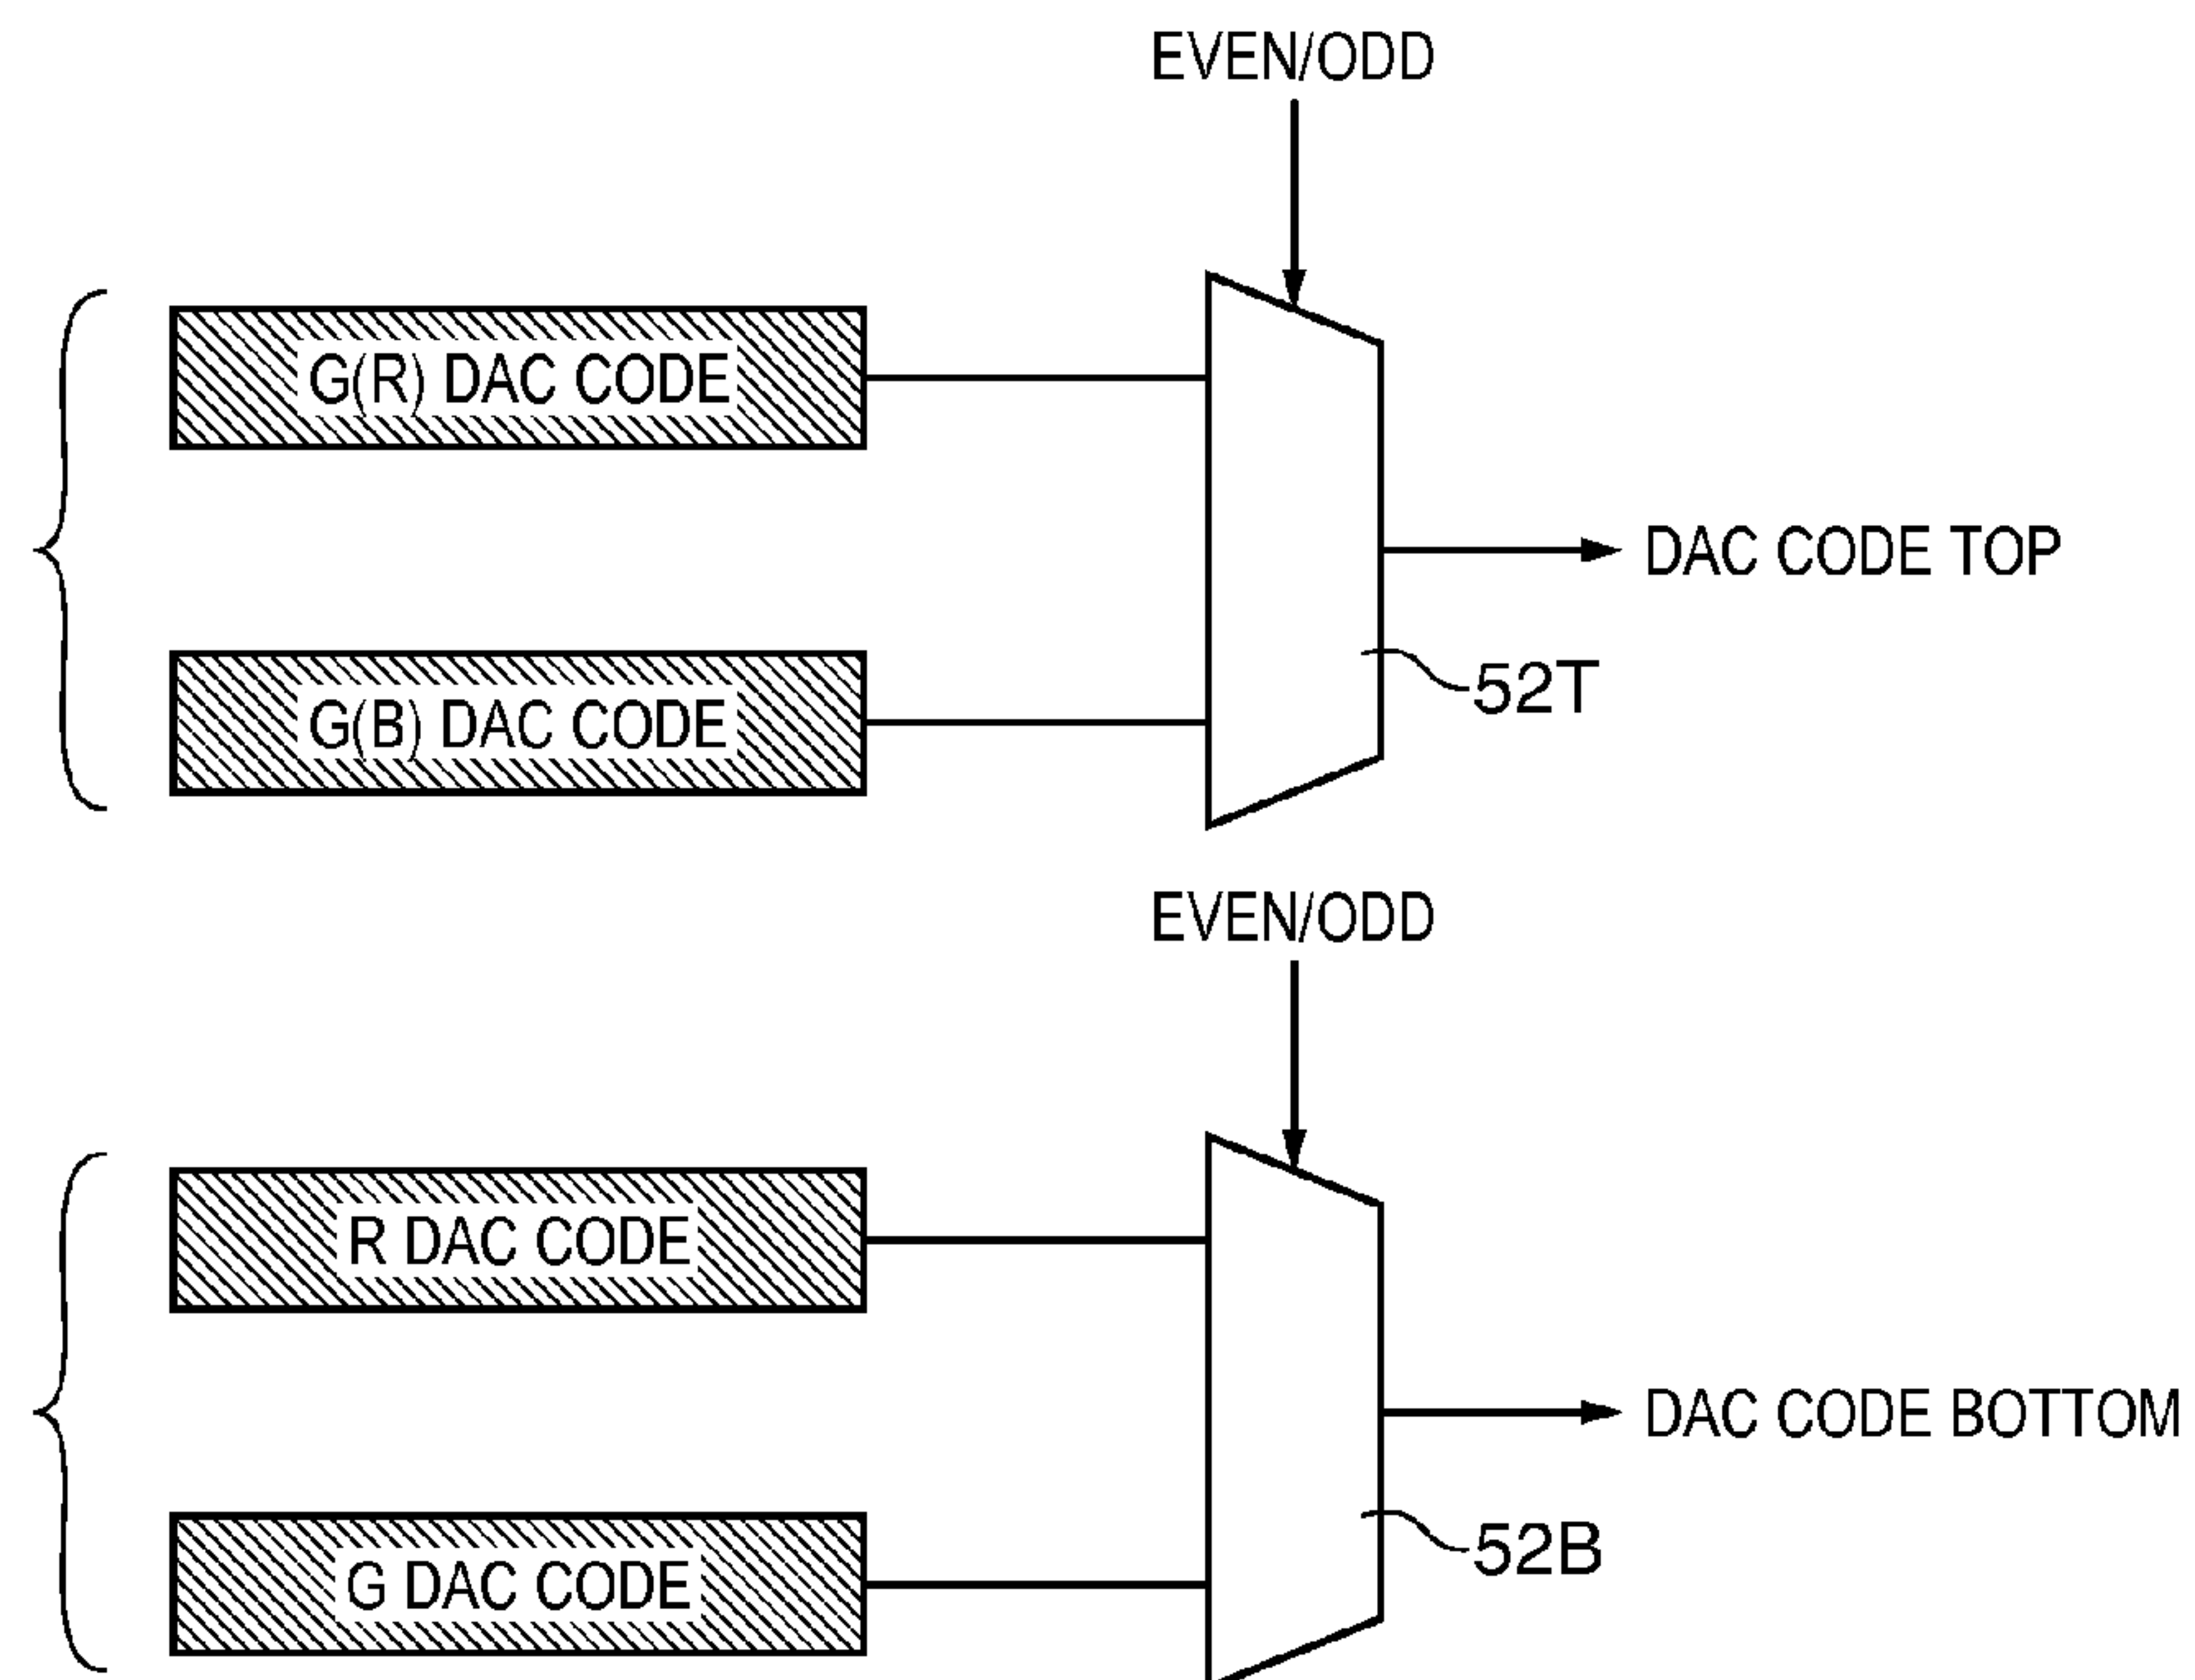 EVEN/ODD
G(R) DAC CODE
DAC CODE TOP
52T
G(B) DAC CODE
EVEN/ODD
R DAC CODE
DAC CODE BOTTOM
52B
G DAC CODE